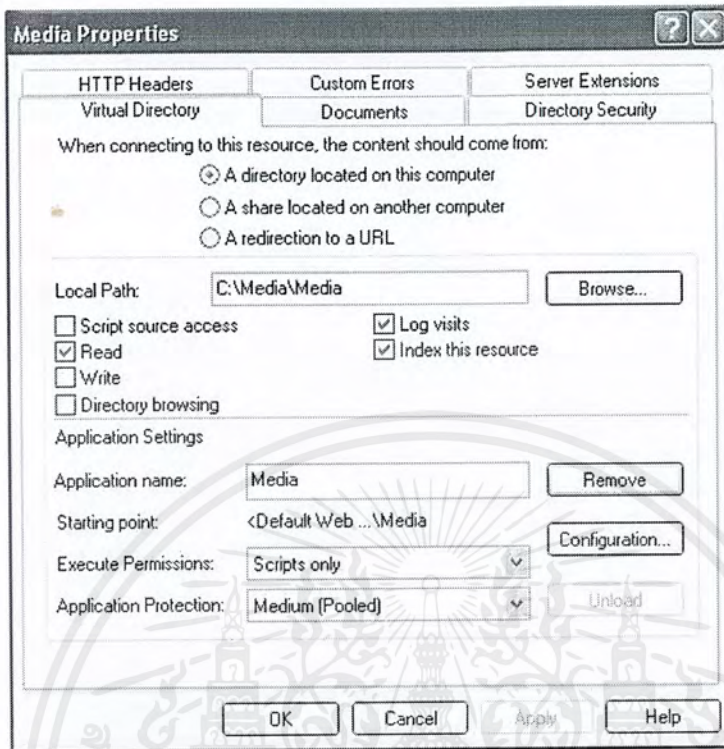 Media Properties
HTTP Headers Custom Errors Server Extensions
Virtual Directory Documents Directory Security
When connecting to this resource, the content should come from:
A directory located on this computer
A share located on another computer
A redirection to a URL
Local Path: C:\Media\Media Browse...
Script source access Log visits
Read Index this resource
Write
Directory browsing
Application Settings
Application name: Media Remove
Starting point: <Default Web ...\Media
Configuration...
Execute Permissions: Scripts only
Application Protection: Medium (Pooled) Unload
OK Cancel Apply Help